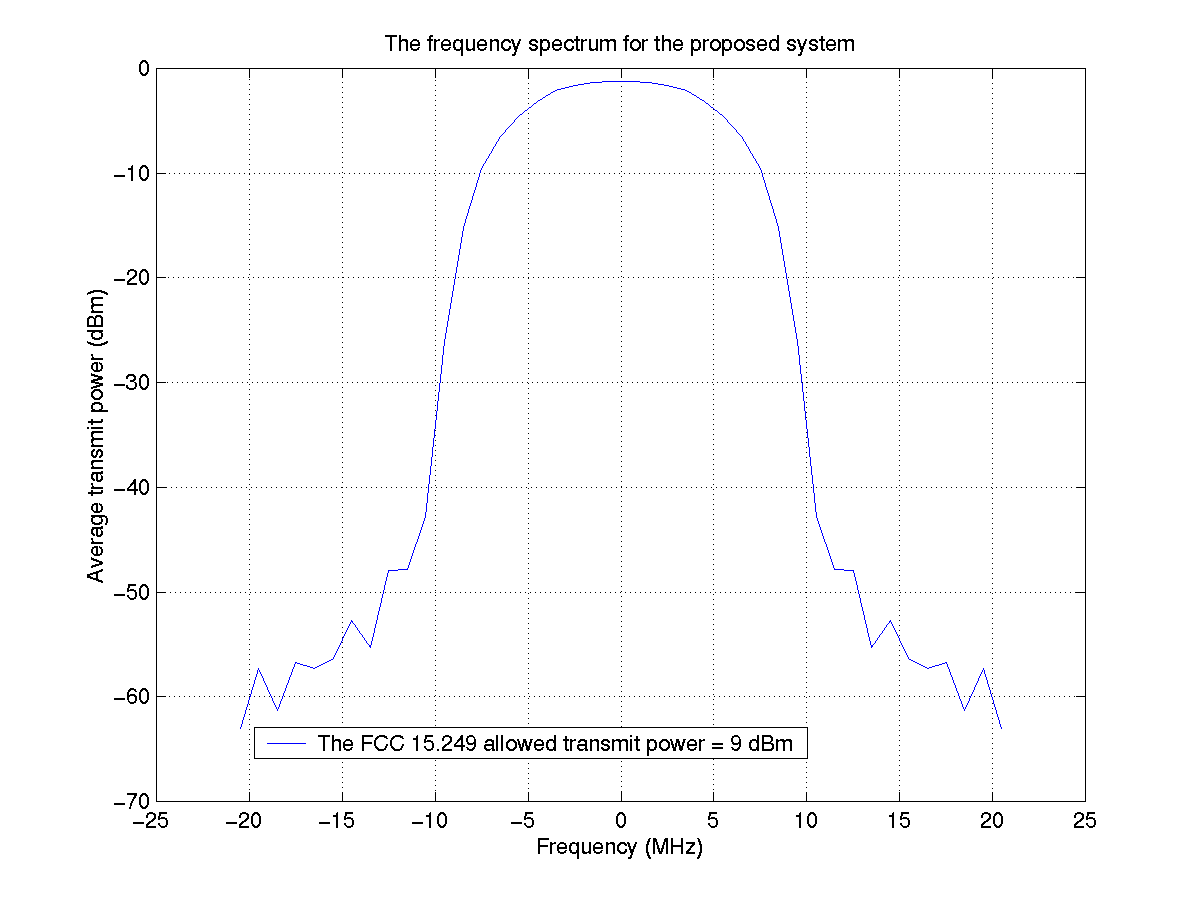 The frequency spectrum for the proposed system
0
−10
−20
−30
−40
−50
−60
−70
Average transmit power (dBm)
The FCC 15.249 allowed transmit power = 9 dBm
−25 −20 −15 −10 −5 0 5 10 15 20 25
Frequency (MHz)